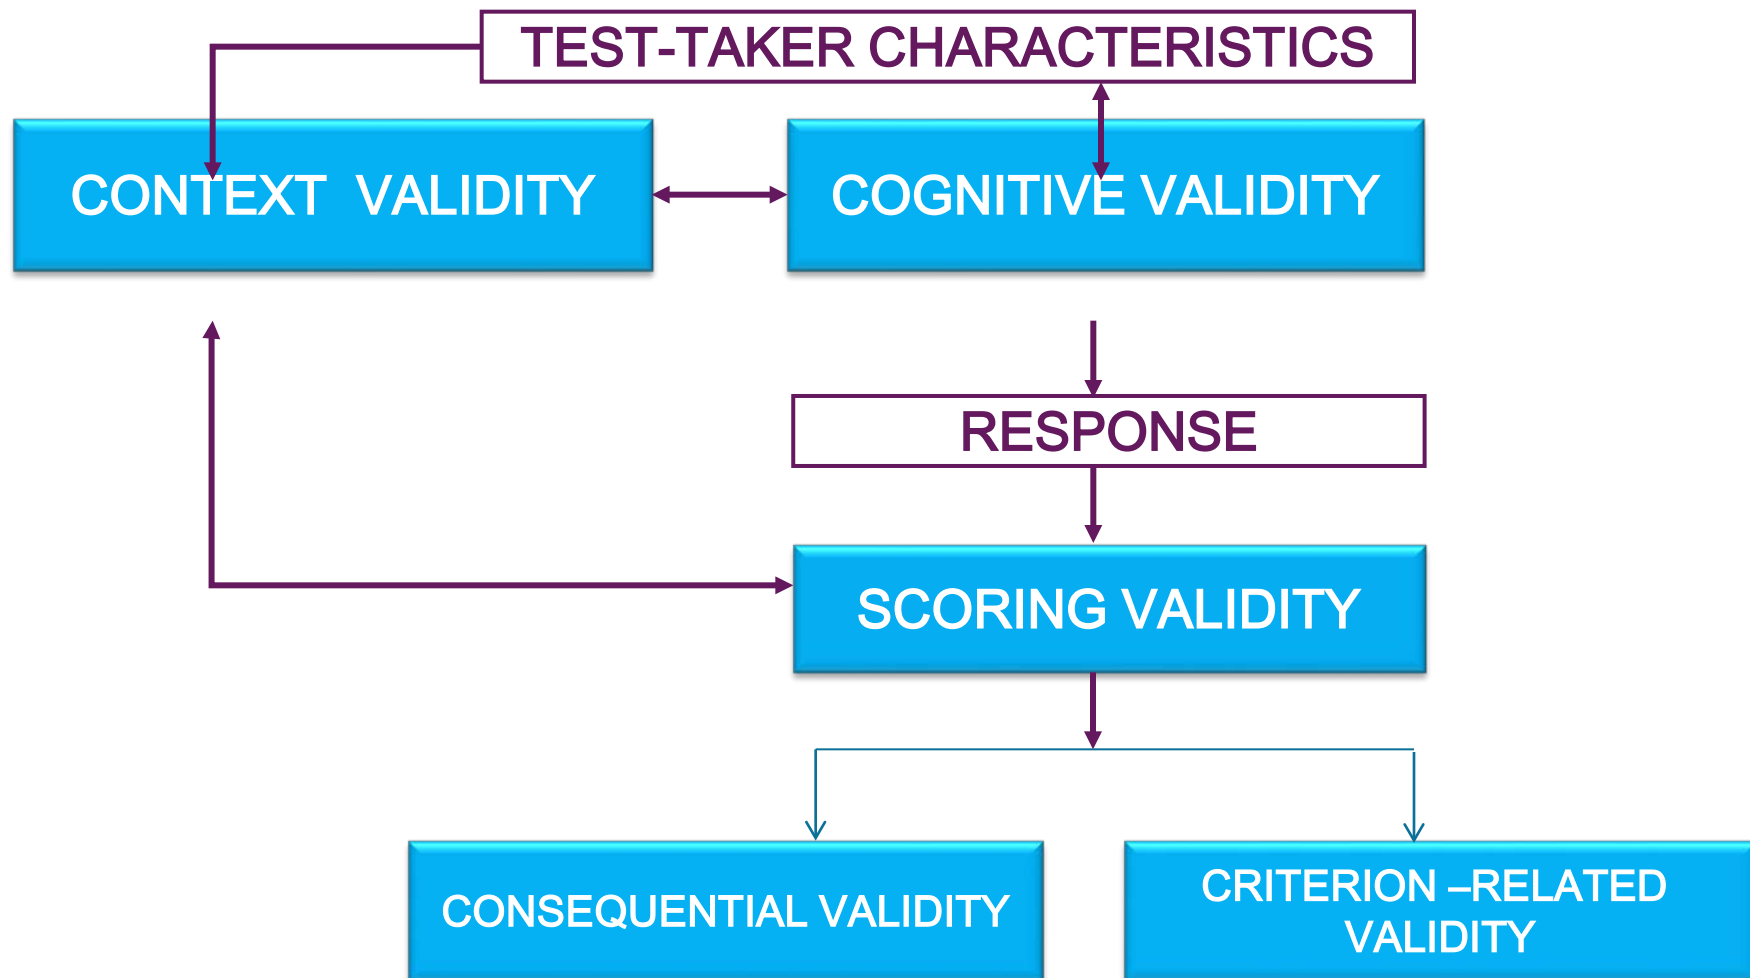 TEST-TAKER CHARACTERISTICS
CONTEXT  VALIDITY
COGNITIVE VALIDITY
RESPONSE
SCORING VALIDITY
CONSEQUENTIAL VALIDITY
CRITERION –RELATED
VALIDITY